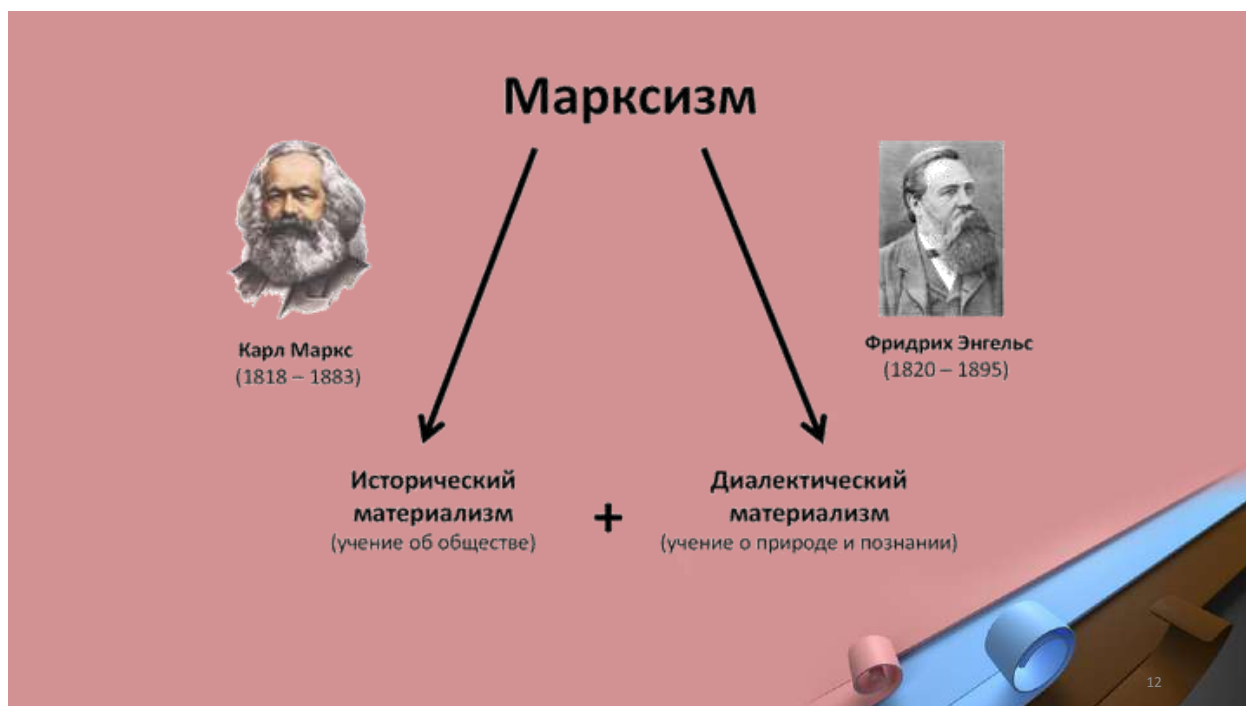 Марксизм
Карл Маркс
(1818 – 1883)
Фридрих Энгельс
(1820 – 1895)
Исторический
материализм
(учение об обществе)
+
Диалектический
материализм
(учение о природе и познании)
12